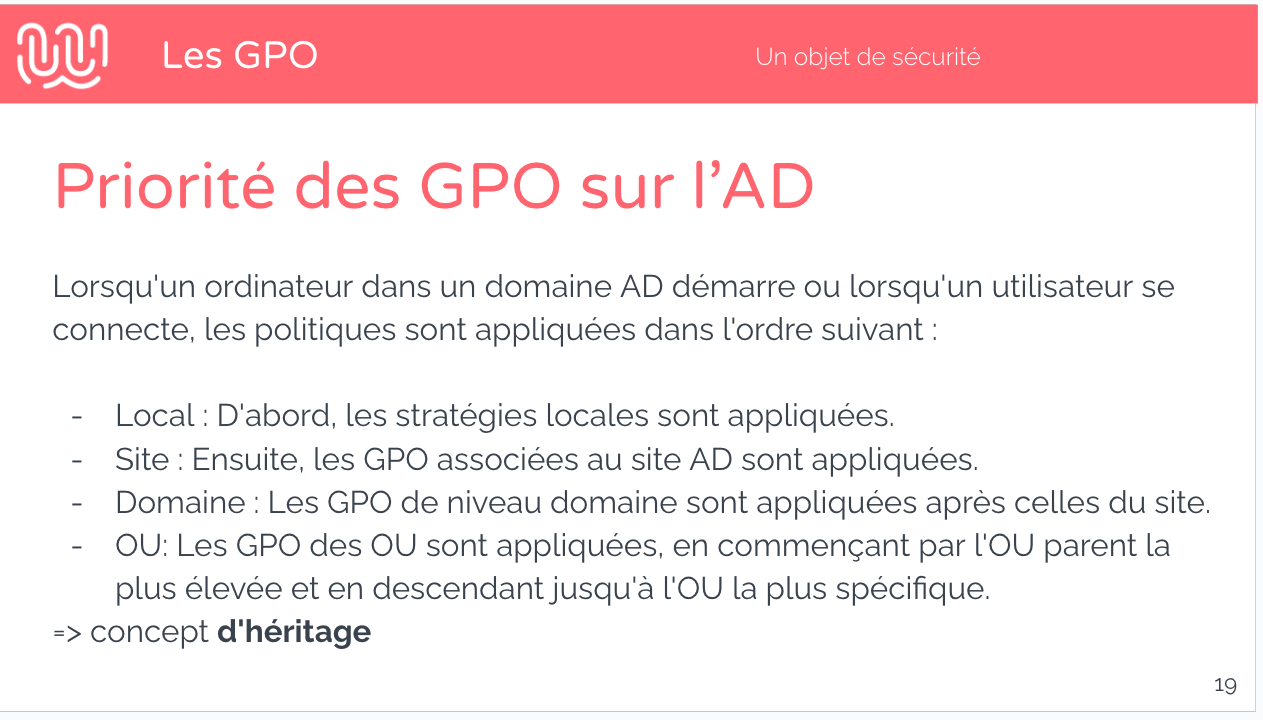 Les GPO
Un objet de sécurité
Priorité des GPO sur l’AD
Lorsqu'un ordinateur dans un domaine AD démarre ou lorsqu'un utilisateur se
connecte, les politiques sont appliquées dans l'ordre suivant :
- Local : D'abord, les stratégies locales sont appliquées.
- Site : Ensuite, les GPO associées au site AD sont appliquées.
- Domaine : Les GPO de niveau domaine sont appliquées après celles du site.
- OU: Les GPO des OU sont appliquées, en commençant par l'OU parent la
plus élevée et en descendant jusqu'à l'OU la plus spécifique.
=> concept d'héritage
19